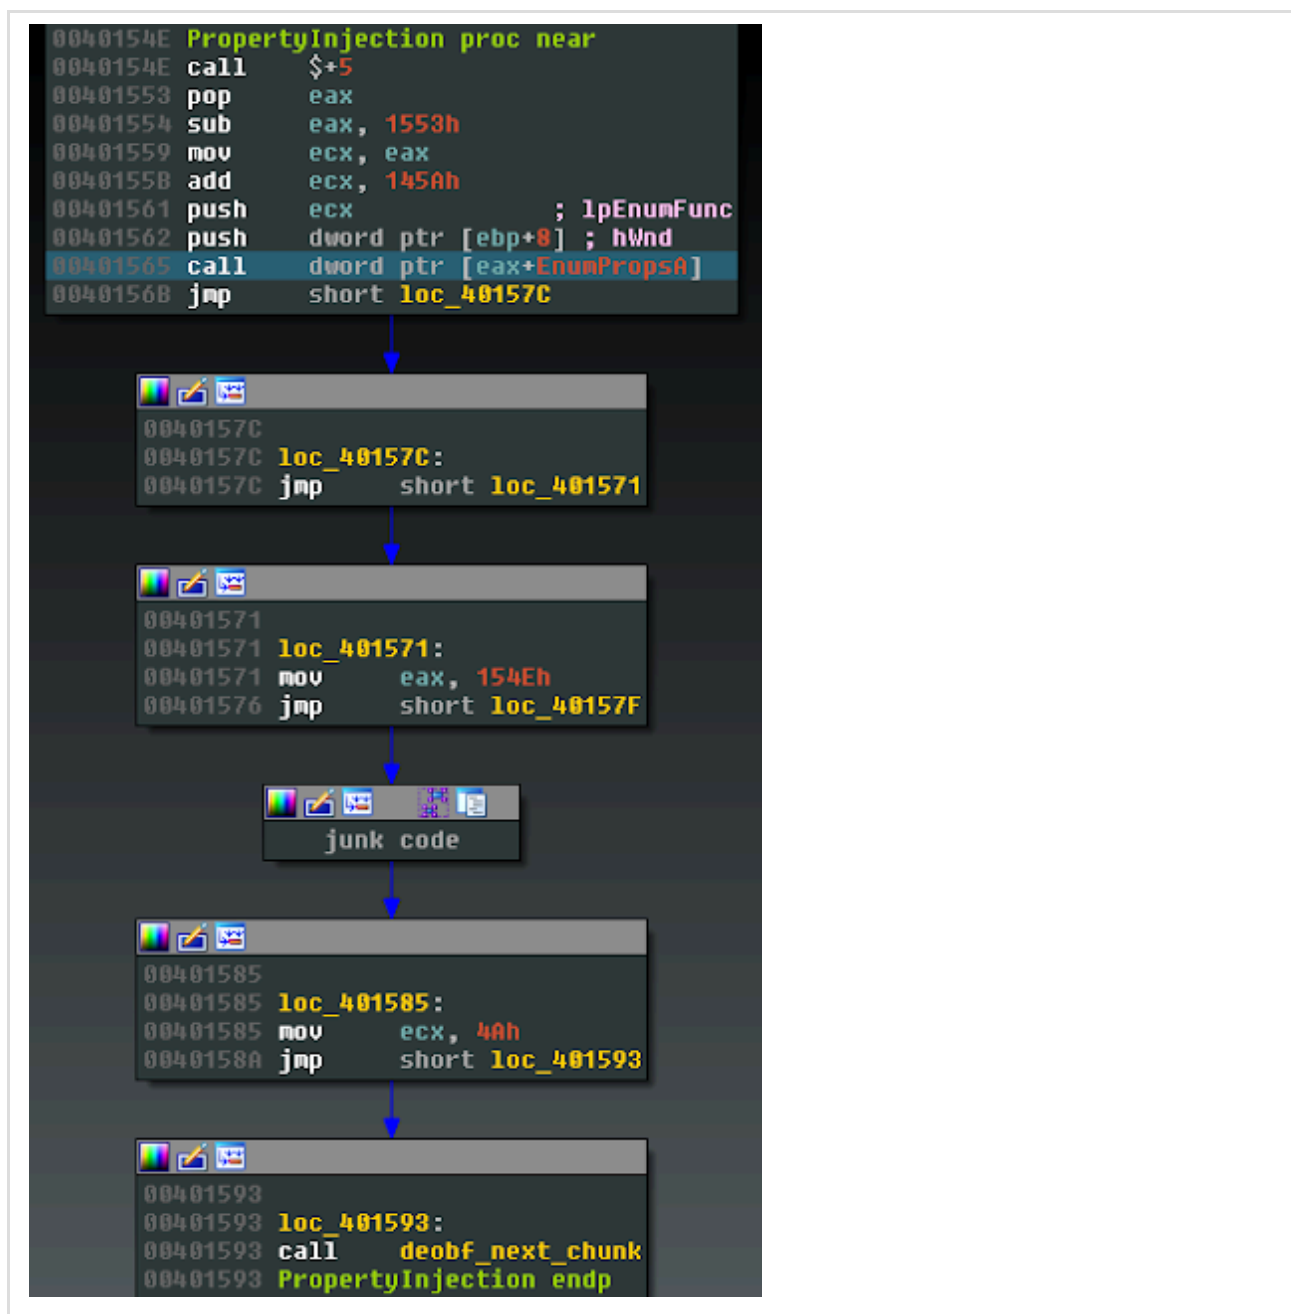 0040154E PropertyInjection proc near
0040154E call $+5
00401553 pop eax
00401554 sub eax, 1553h
00401559 mov ecx, eax
0040155B add ecx, 145Ah
00401561 push ecx ; lpEnumFunc
00401562 push dword ptr [ebp+8] ; hWnd
00401565 call dword ptr [eax+EnumPropsA]
0040156B jmp short loc_40157C
0040157C
0040157C loc_40157C:
0040157C jmp short loc_401571
00401571
00401571 loc_401571:
00401571 mov eax, 154Eh
00401576 jmp short loc_40157F
junk code
00401585
00401585 loc_401585:
00401585 mov ecx, 4Ah
0040158A jmp short loc_401593
00401593
00401593 loc_401593:
00401593 call deobf_next_chunk
00401593 PropertyInjection endp